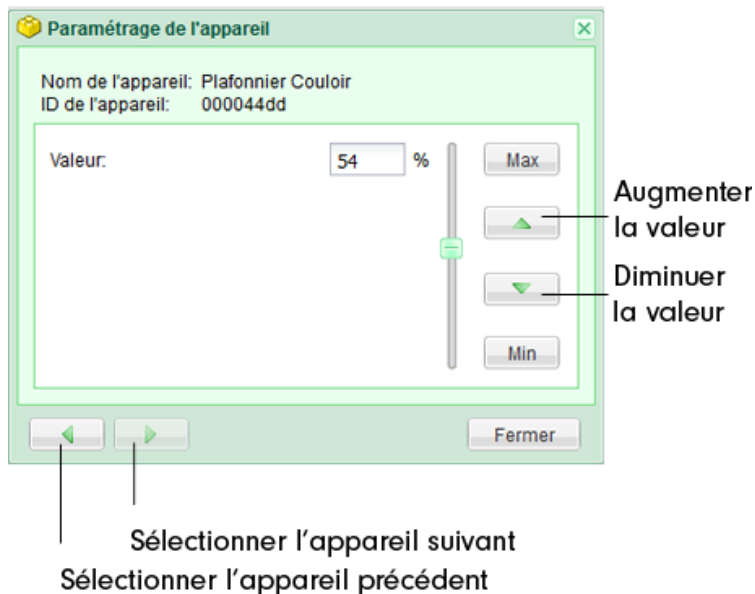 Paramétrage de l'appareil
Nom de l'appareil: Plafonnier Couloir
ID de l'appareil: 000044dd
Valeur: 54 % Max
Augmenter
la valeur
Diminuer
la valeur
Min
Fermer
Sélectionner l'appareil suivant
Sélectionner l'appareil précédent